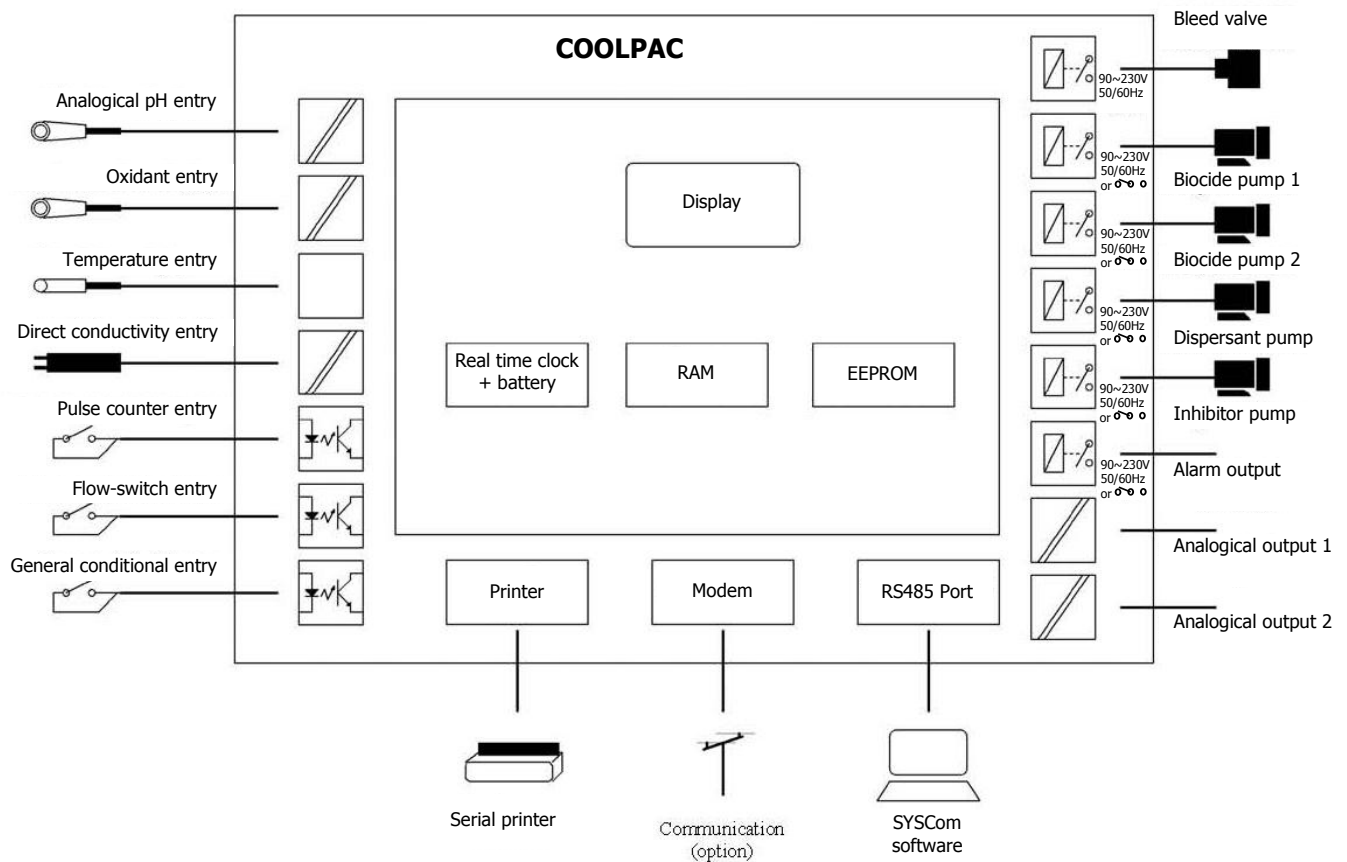 COOLPAC
Analogical pH entry
Oxidant entry
Temperature entry
Direct conductivity entry
Pulse counter entry
Flow-switch entry
General conditional entry
Display
Real time clock
+ battery
RAM
EEPROM
Printer
Modem
RS485 Port
Bleed valve
90~230V
50/60Hz
Biocide pump 1
90~230V
50/60Hz
or
Biocide pump 2
90~230V
50/60Hz
or
Dispersant pump
90~230V
50/60Hz
or
Inhibitor pump
90~230V
50/60Hz
or
Alarm output
90~230V
50/60Hz
or
Analogical output 1
Analogical output 2
Serial printer
Communication
(option)
SYSCom
software